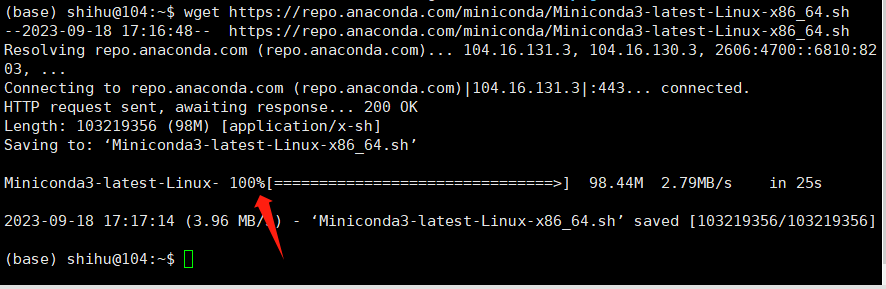 (base) shihu@104:~$ wget https://repo.anaconda.com/miniconda/Miniconda3-latest-Linux-x86_64.sh
--2023-09-18 17:16:48--  https://repo.anaconda.com/miniconda/Miniconda3-latest-Linux-x86_64.sh
Resolving repo.anaconda.com (repo.anaconda.com)... 104.16.131.3, 104.16.130.3, 2606:4700::6810:82
03, ...
Connecting to repo.anaconda.com (repo.anaconda.com)|104.16.131.3|:443... connected.
HTTP request sent, awaiting response... 200 OK
Length: 103219356 (98M) [application/x-sh]
Saving to: ‘Miniconda3-latest-Linux-x86_64.sh’
Miniconda3-latest-Linux- 100%[===============================>]  98.44M  2.79MB/s    in 25s
2023-09-18 17:17:14 (3.96 MB/s) - ‘Miniconda3-latest-Linux-x86_64.sh’ saved [103219356/103219356]
(base) shihu@104:~$